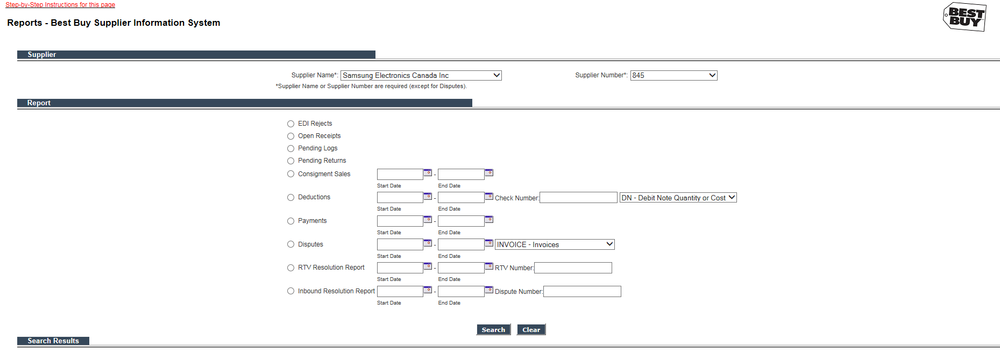 Step-by-Step Instructions for this page
BEST BUY
Reports - Best Buy Supplier Information System
Supplier
Supplier Name*: Samsung Electronics Canada Inc Supplier Number*: 845
*Supplier Name or Supplier Number are required (except for Disputes).
Report
EDI Rejects
Open Receipts
Pending Logs
Pending Returns
Consigment Sales -
Start Date End Date
Deductions - Check Number: DN - Debit Note Quantity or Cost
Start Date End Date
Payments -
Start Date End Date
Disputes - INVOICE - Invoices
Start Date End Date
RTV Resolution Report - RTV Number:
Start Date End Date
Inbound Resolution Report - Dispute Number:
Start Date End Date
Search Clear
Search Results